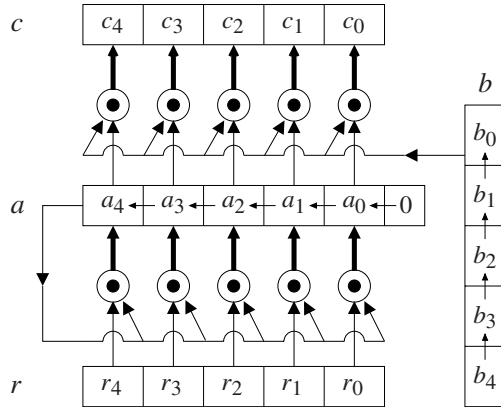 c c₄ c₃ c₂ c₁ c₀
b
b₀
a a₄ a₃ a₂ a₁ a₀ 0 b₁
b₂
b₃
r r₄ r₃ r₂ r₁ r₀ b₄